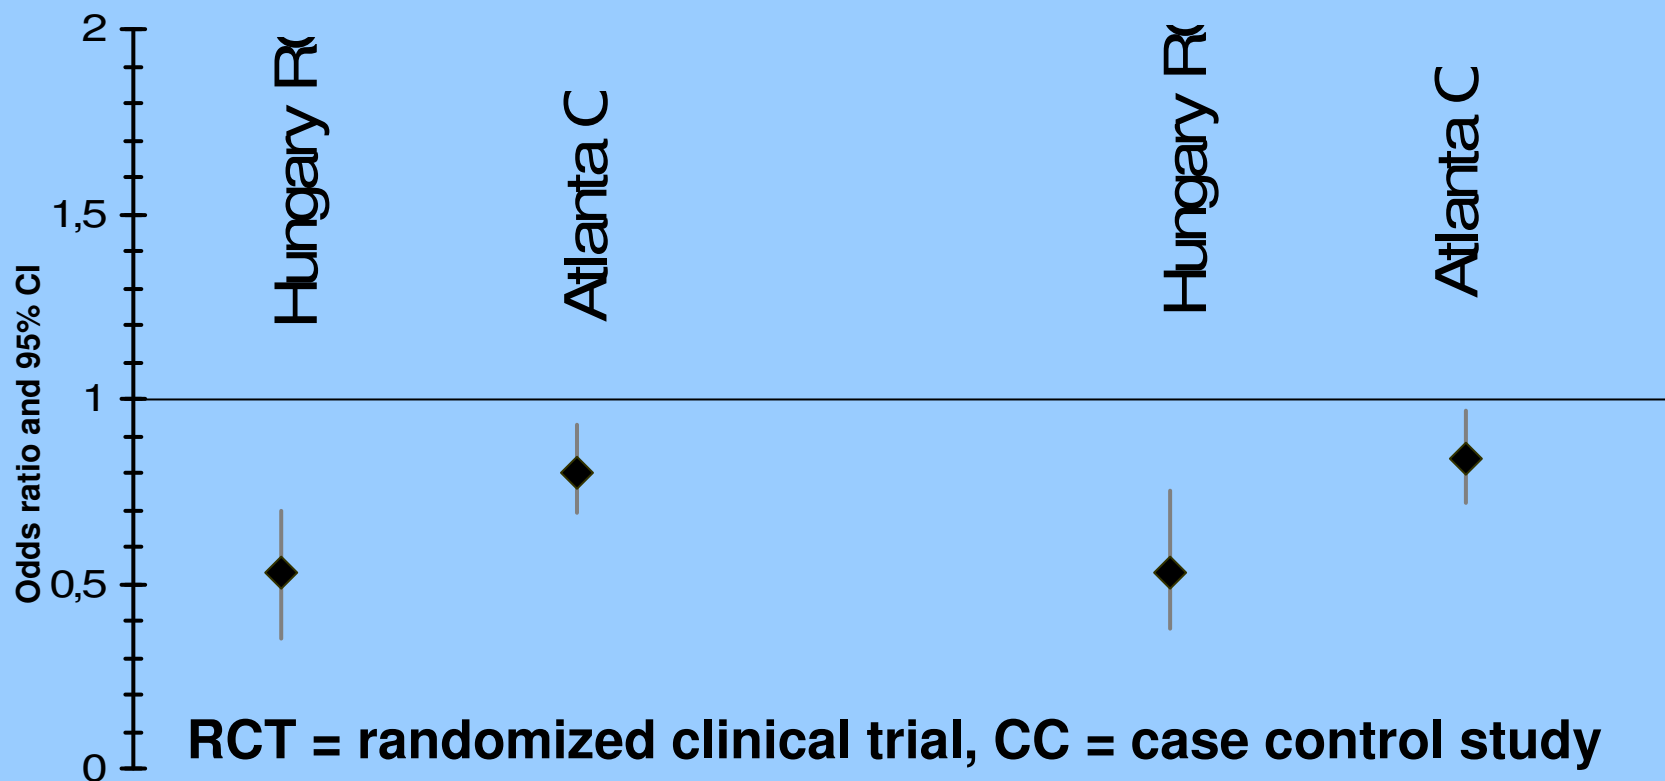 2
1,5
1
0,5
0
Odds ratio and 95% CI
Hungary
Atlanta C
Hungary
Atlanta C
RCT = randomized clinical trial, CC = case control study